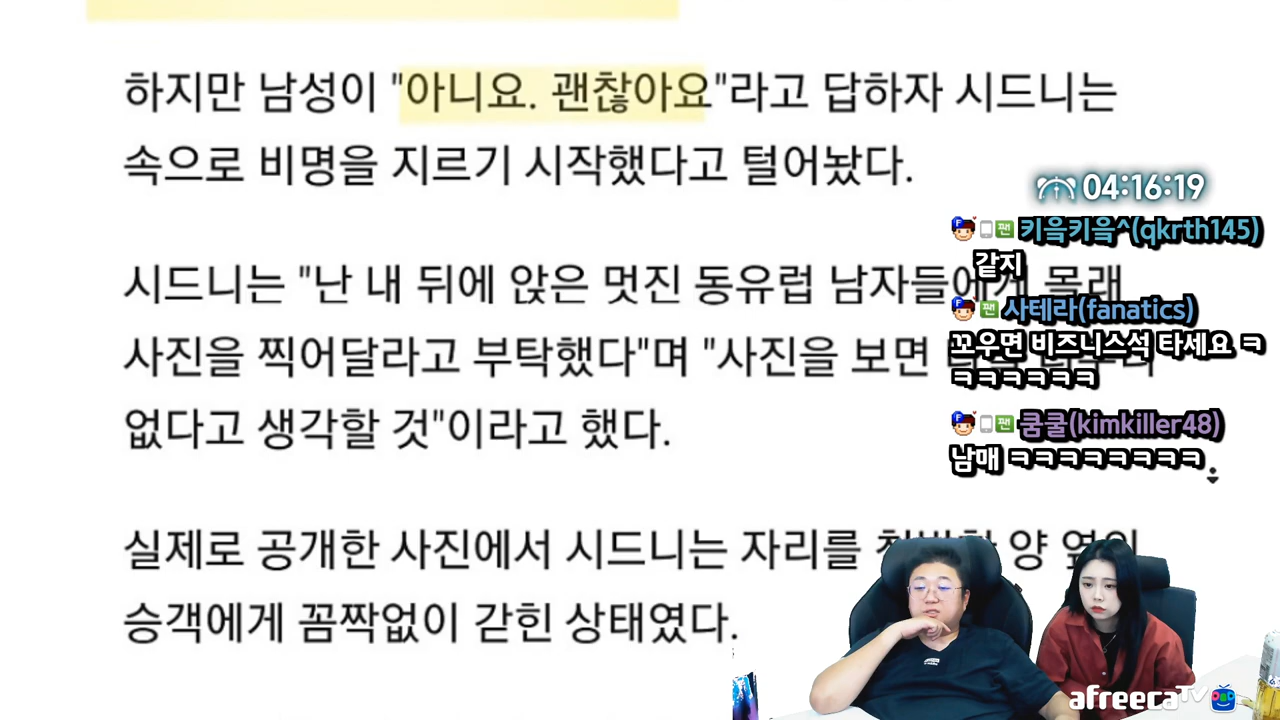 하지만 남성이 "아니요. 괜찮아요"라고 답하자 시드니는
속으로 비명을 지르기 시작했다고 털어놨다.
시드니는 "난 내 뒤에 앉은 멋진 동유럽 남자들에게 몰래
사진을 찍어달라고 부탁했다"며 "사진을 보면
없다고 생각할 것"이라고 했다.
실제로 공개한 사진에서 시드니는 자리를 양 옆의
승객에게 꼼짝없이 갇힌 상태였다.
04:16:19
F 팬 키읔키읔^(qkrth145)
같지
F 팬 사테라(fanatics)
꼬우면 비즈니스석 타세요 ㅋ
ㅋㅋㅋㅋㅋㅋ
F 팬 쿰쿨(kimkiller48)
남매 ㅋㅋㅋㅋㅋㅋㅋㅋ
afreecaTV